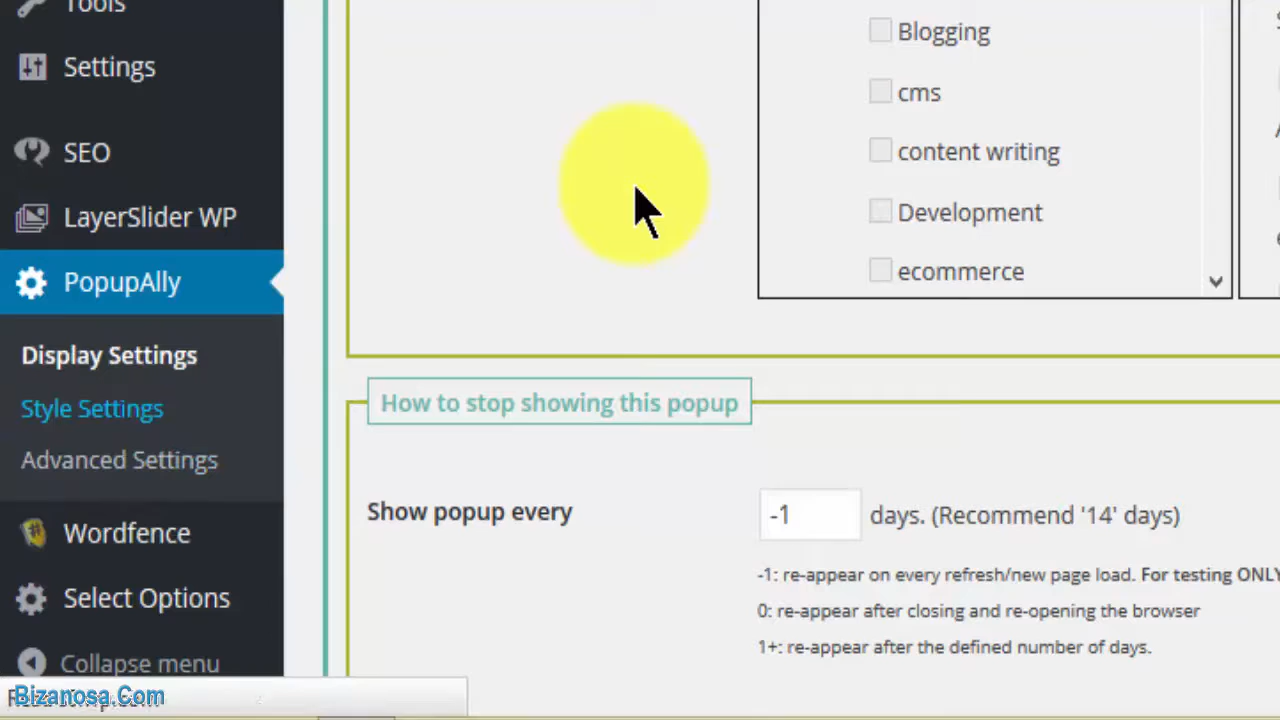 Tools
Settings
SEO
LayerSlider WP
PopupAlly
Display Settings
Style Settings
Advanced Settings
Wordfence
Select Options
Collapse menu
Bizanosa.Com
Blogging
cms
content writing
Development
ecommerce
How to stop showing this popup
Show popup every
-1 days. (Recommend '14' days)
-1: re-appear on every refresh/new page load. For testing ONLY
0: re-appear after closing and re-opening the browser
1+: re-appear after the defined number of days.